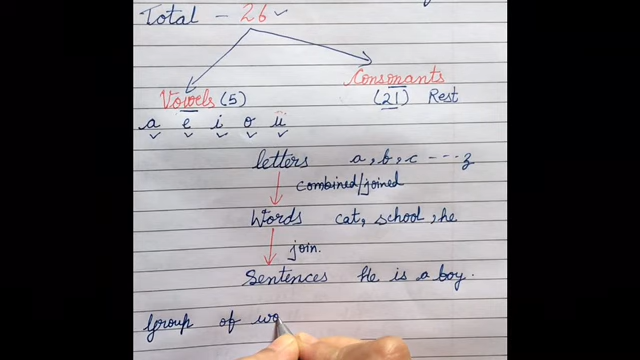 Total - 26
Vowels (5)
Consonants
(21) Rest
a e i o u
letters a, b, c ---- z
combined/joined
Words cat, school, he
join.
Sentences He is a boy.
Group of wo